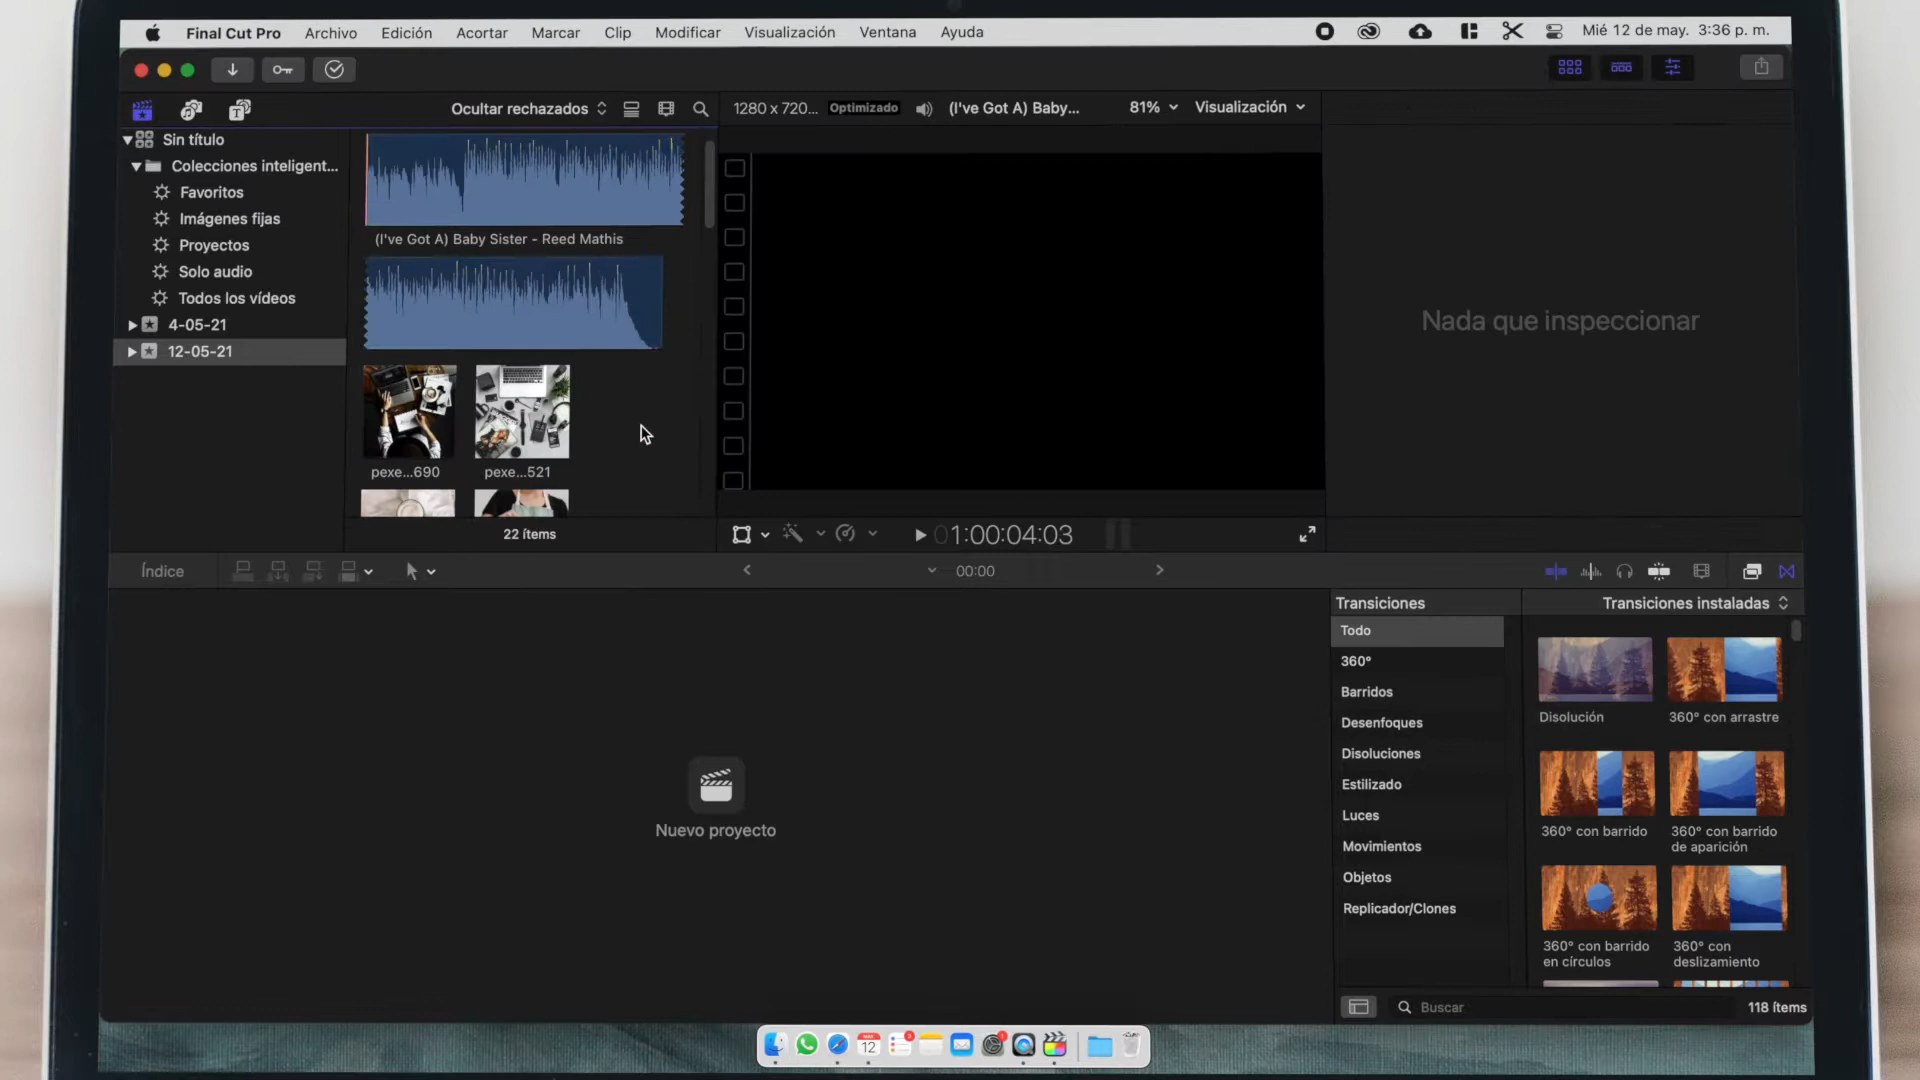 Final Cut Pro Archivo Edición Acortar Marcar Clip Modificar Visualización Ventana Ayuda Mié 12 de may. 3:36 p. m.
Ocultar rechazados
1280 x 720... Optimizado (I've Got A) Baby... 81% Visualización
Sin título
Colecciones inteligent...
Favoritos
Imágenes fijas
Proyectos
Solo audio
Todos los vídeos
4-05-21
12-05-21
(I've Got A) Baby Sister - Reed Mathis
pexe...690 pexe...521
22 ítems
01:00:04:03
Nada que inspeccionar
Índice
00:00
Nuevo proyecto
Transiciones
Todo
360°
Barridos
Desenfoques
Disoluciones
Estilizado
Luces
Movimientos
Objetos
Replicador/Clones
Transiciones instaladas
Disolución 360° con arrastre
360° con barrido 360° con barrido
de aparición
360° con barrido
en círculos
360° con
deslizamiento
Buscar
118 ítems
12